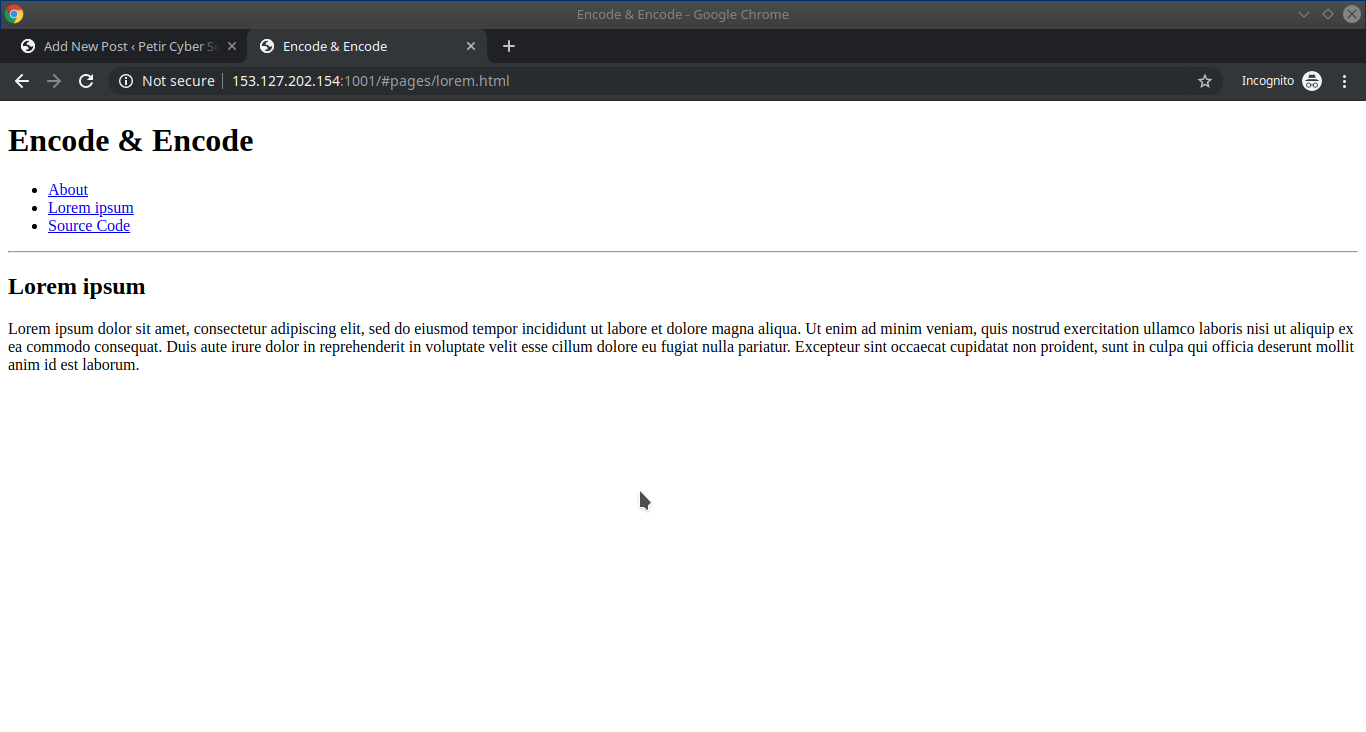 Encode & Encode - Google Chrome
Add New Post ‹ Petir Cyber Se
Encode & Encode
Not secure
153.127.202.154:1001/#pages/lorem.html
Incognito
Encode & Encode
About
Lorem ipsum
Source Code
Lorem ipsum
Lorem ipsum dolor sit amet, consectetur adipiscing elit, sed do eiusmod tempor incididunt ut labore et dolore magna aliqua. Ut enim ad minim veniam, quis nostrud exercitation ullamco laboris nisi ut aliquip ex
ea commodo consequat. Duis aute irure dolor in reprehenderit in voluptate velit esse cillum dolore eu fugiat nulla pariatur. Excepteur sint occaecat cupidatat non proident, sunt in culpa qui officia deserunt mollit
anim id est laborum.